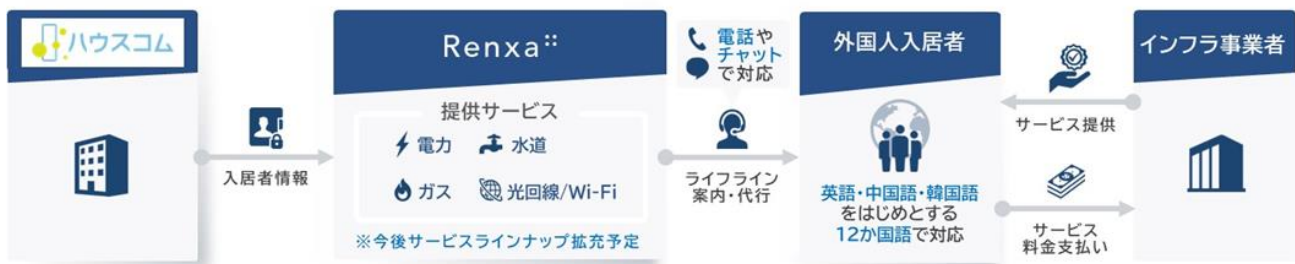 ハウスコム
入居者情報
Renxa
提供サービス
電力
水道
ガス
光回線/Wi-Fi
※今後サービスラインナップ拡充予定
電話や
チャット
で対応
ライフライン
案内・代行
外国人入居者
英語・中国語・韓国語
をはじめとする
12か国語で対応
サービス提供
サービス
料金支払い
インフラ事業者